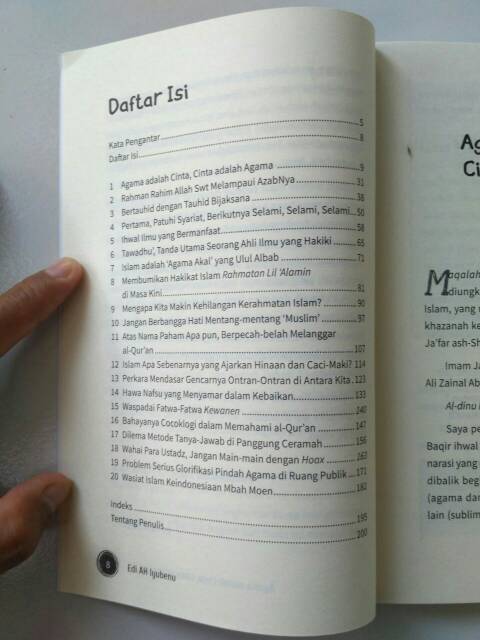 Daftar Isi
Kata Pengantar 5
Daftar Isi 8
1 Agama adalah Cinta, Cinta adalah Agama 9
2 Rahman Rahim Allah Swt Melampaui AzabNya 31
3 Bertauhid dengan Tauhid Bijaksana 38
4 Pertama, Patuhi Syariat, Berikutnya Selami, Selami, Selami... 50
5 Ihwal Ilmu yang Bermanfaat 58
6 Tawadhu', Tanda Utama Seorang Ahli Ilmu yang Hakiki 65
7 Islam adalah 'Agama Akal' yang Ulul Albab 71
8 Membumikan Hakikat Islam Rahmatan Lil 'Alamin
di Masa Kini 81
9 Mengapa Kita Makin Kehilangan Kerahmatan Islam? 90
10 Jangan Berbangga Hati Mentang-mentang 'Muslim' 97
11 Atas Nama Paham Apa pun, Berpecah-belah Melanggar
al-Qur'an 107
12 Islam Apa Sebenarnya yang Ajarkan Hinaan dan Caci-Maki? 114
13 Perkara Mendasar Gencarnya Ontran-Ontran di Antara Kita 123
14 Hawa Nafsu yang Menyamar dalam Kebaikan 133
15 Waspadai Fatwa-Fatwa Kewanen 140
16 Bahayanya Cocoklogi dalam Memahami al-Qur'an 147
17 Dilema Metode Tanya-Jawab di Panggung Ceramah 156
18 Wahai Para Ustadz, Jangan Main-main dengan Hoax 163
19 Problem Serius Glorifikasi Pindah Agama di Ruang Publik 171
20 Wasiat Islam Keindonesiaan Mbah Moen 182
Indeks 195
Tentang Penulis 200
8 Edi AH Iyubenu
Ag
Ci
Maqalah
diungk
Islam, yang
khazanah ke
Ja'far ash-Sh
Imam Ja
Ali Zainal Ab
Al-dinu
Saya pe
Baqir ihwal
narasi yang
dibalik beg
(agama dan
lain (sublim